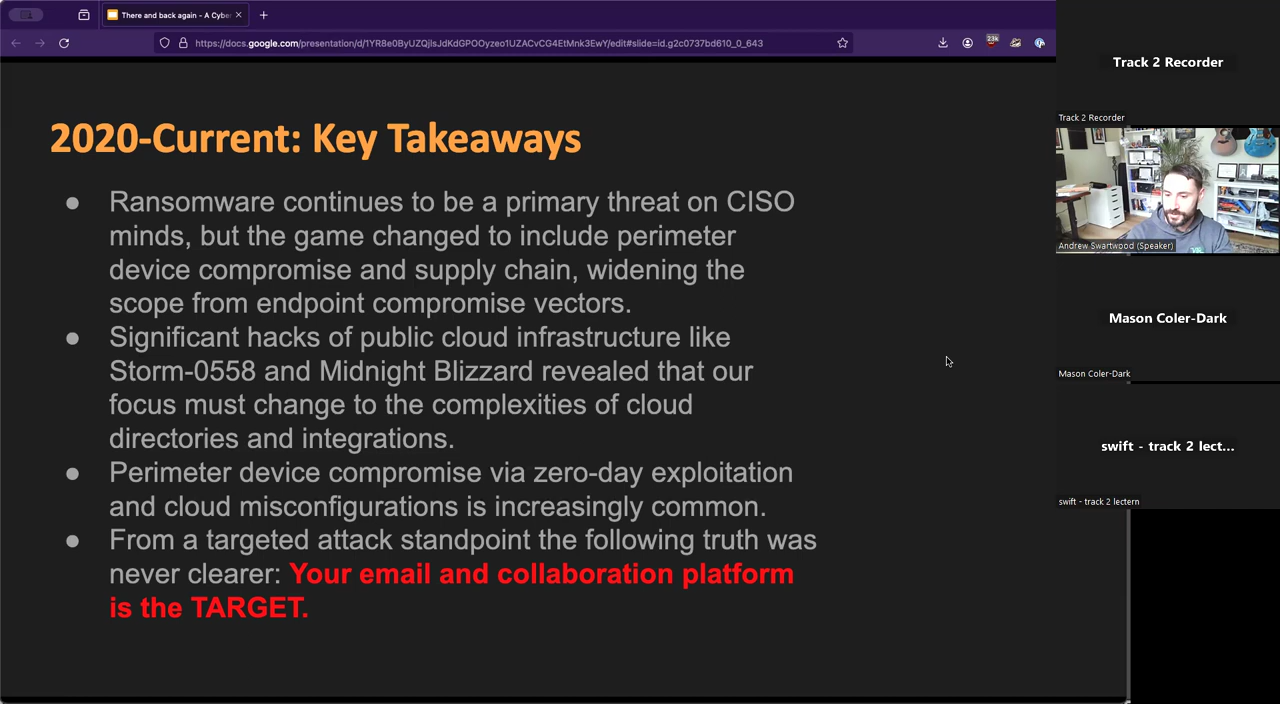 There and back again - A Cyber
https://docs.google.com/presentation/d/1YR8e0ByUZQjlsJdKdGPOOyzeo1UZACvCG4EtMnk3EwY/edit#slide=id.g2c0737bd610_0_643
23k
2020-Current: Key Takeaways
● Ransomware continues to be a primary threat on CISO
minds, but the game changed to include perimeter
device compromise and supply chain, widening the
scope from endpoint compromise vectors.
● Significant hacks of public cloud infrastructure like
Storm-0558 and Midnight Blizzard revealed that our
focus must change to the complexities of cloud
directories and integrations.
● Perimeter device compromise via zero-day exploitation
and cloud misconfigurations is increasingly common.
● From a targeted attack standpoint the following truth was
never clearer: Your email and collaboration platform
is the TARGET.
Track 2 Recorder
Track 2 Recorder
Andrew Swartwood (Speaker)
Mason Coler-Dark
Mason Coler-Dark
swift - track 2 lect...
swift - track 2 lectern